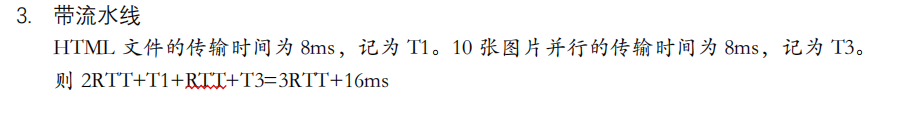 3. 带流水线
HTML 文件的传输时间为 8ms，记为 T1。10 张图片并行的传输时间为 8ms，记为 T3。
则 2RTT+T1+RTT+T3=3RTT+16ms